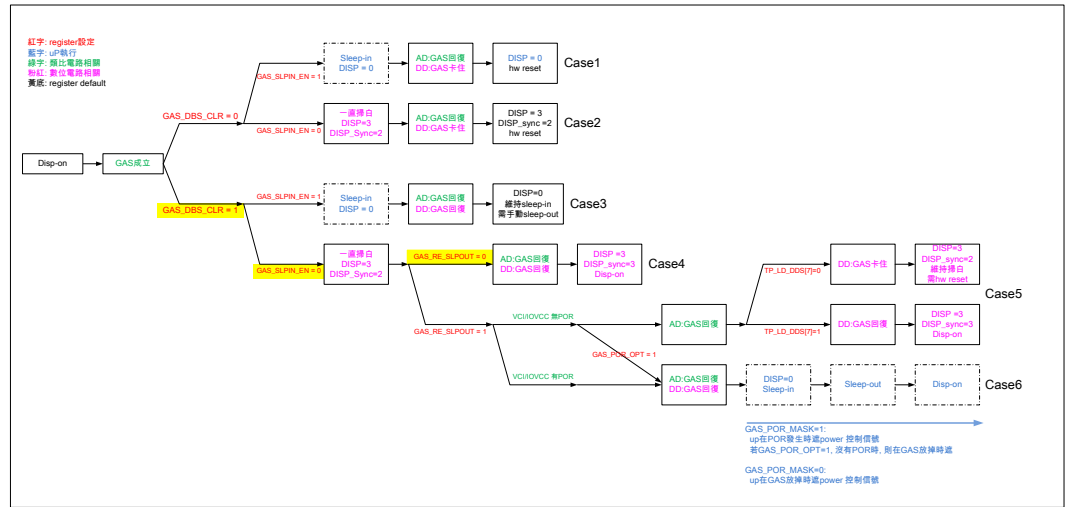 紅字: register設定
藍字: uP執行
綠字: 類比電路相關
粉紅: 數位電路相關
黃底: register default
Disp-on
GAS成立
GAS_DBS_CLR = 0
GAS_SLPIN_EN = 1
Sleep-in
DISP = 0
AD:GAS回復
DD:GAS卡住
DISP = 0
hw reset
Case1
GAS_SLPIN_EN = 0
一直掃白
DISP=3
DISP_Sync=2
AD:GAS回復
DD:GAS卡住
DISP = 3
DISP_sync =2
hw reset
Case2
GAS_DBS_CLR = 1
GAS_SLPIN_EN = 1
Sleep-in
DISP = 0
AD:GAS回復
DD:GAS回復
DISP=0
維持sleep-in
需手動sleep-out
Case3
GAS_SLPIN_EN = 0
一直掃白
DISP=3
DISP_Sync=2
GAS_RE_SLPOUT = 0
AD:GAS回復
DD:GAS回復
DISP =3
DISP_sync=3
Disp-on
Case4
GAS_RE_SLPOUT = 1
VCI/IOVCC 無POR
AD:GAS回復
TP_LD_DDS[7]=0
DD:GAS卡住
DISP=3
DISP_sync=2
維持掃白
需hw reset
Case5
TP_LD_DDS[7]=1
DD:GAS回復
DISP =3
DISP_sync=3
Disp-on
GAS_POR_OPT = 1
VCI/IOVCC 有POR
AD:GAS回復
DD:GAS回復
DISP=0
Sleep-in
Sleep-out
Disp-on
Case6
GAS_POR_MASK=1:
up在POR發生時遮power 控制信號
若GAS_POR_OPT=1, 沒有POR時, 則在GAS放掉時遮
GAS_POR_MASK=0:
up在GAS放掉時遮power 控制信號